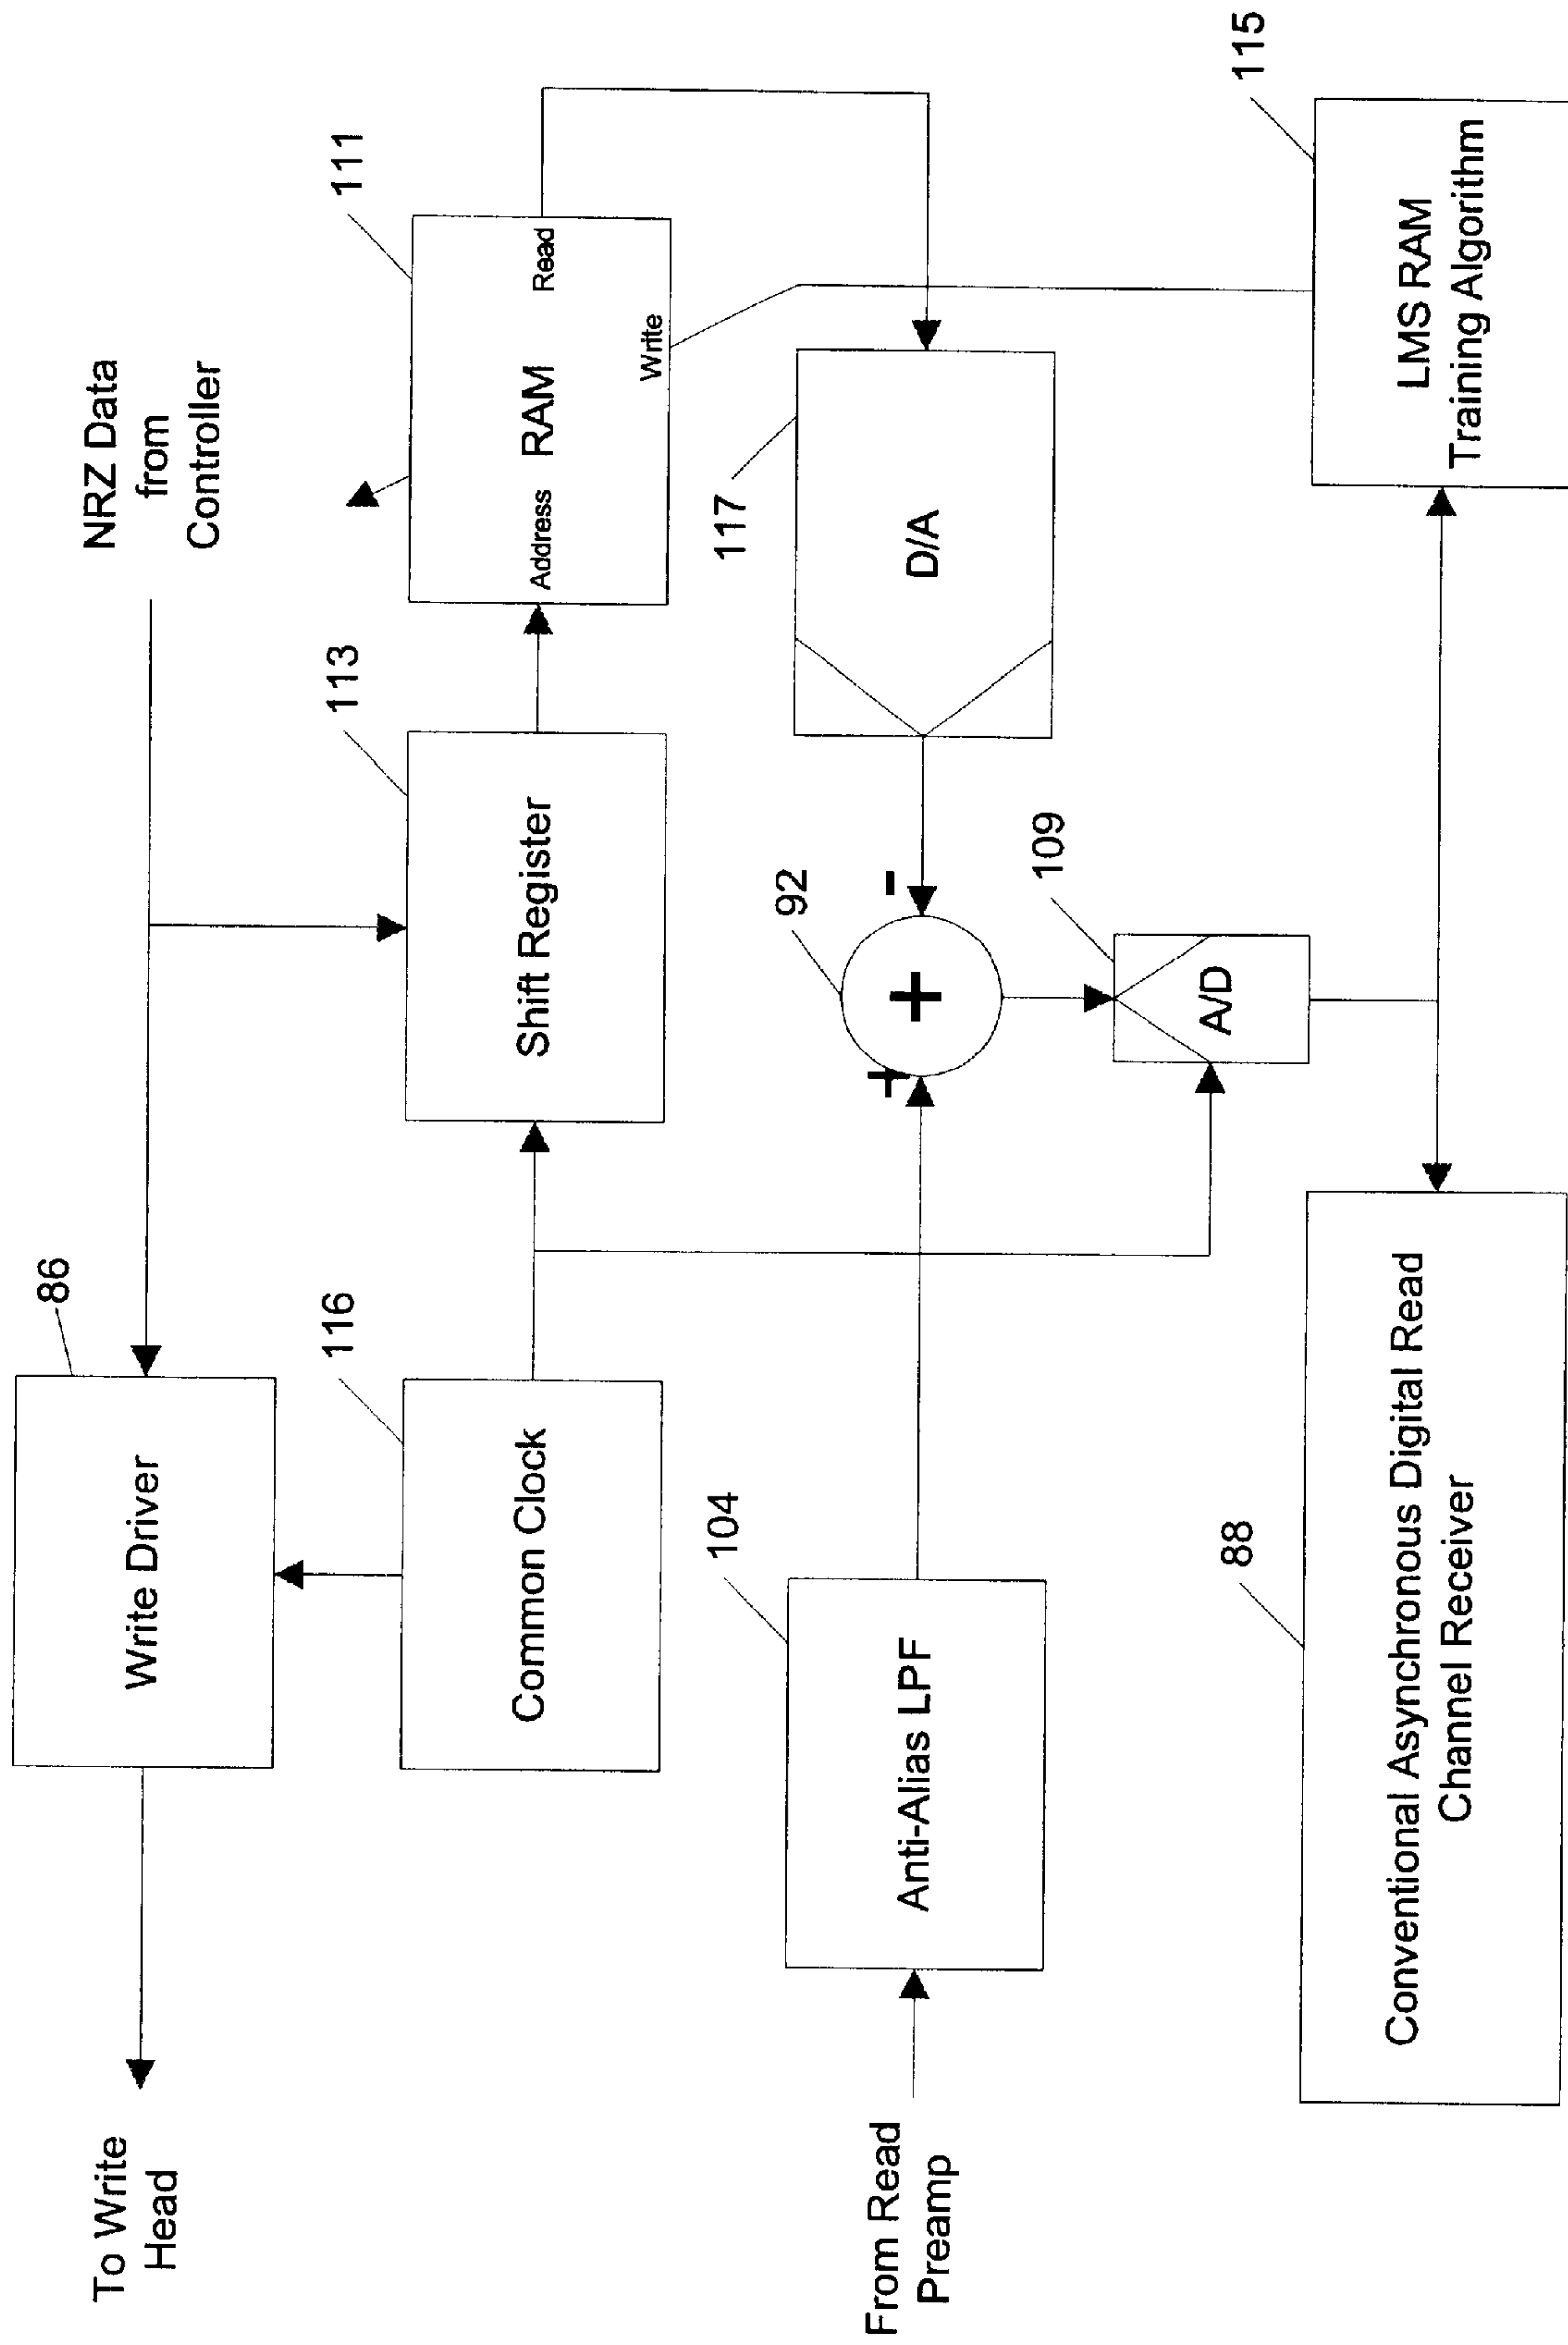 To Write
Head
86
Write Driver
NRZ Data
from
Controller
116
Common Clock
113
Shift Register
111
Address RAM Read
Write
From Read
Preamp
104
Anti-Alias LPF
92
+
+
-
117
D/A
109
A/D
88
Conventional Asynchronous Digital Read
Channel Receiver
115
LMS RAM
Training Algorithm